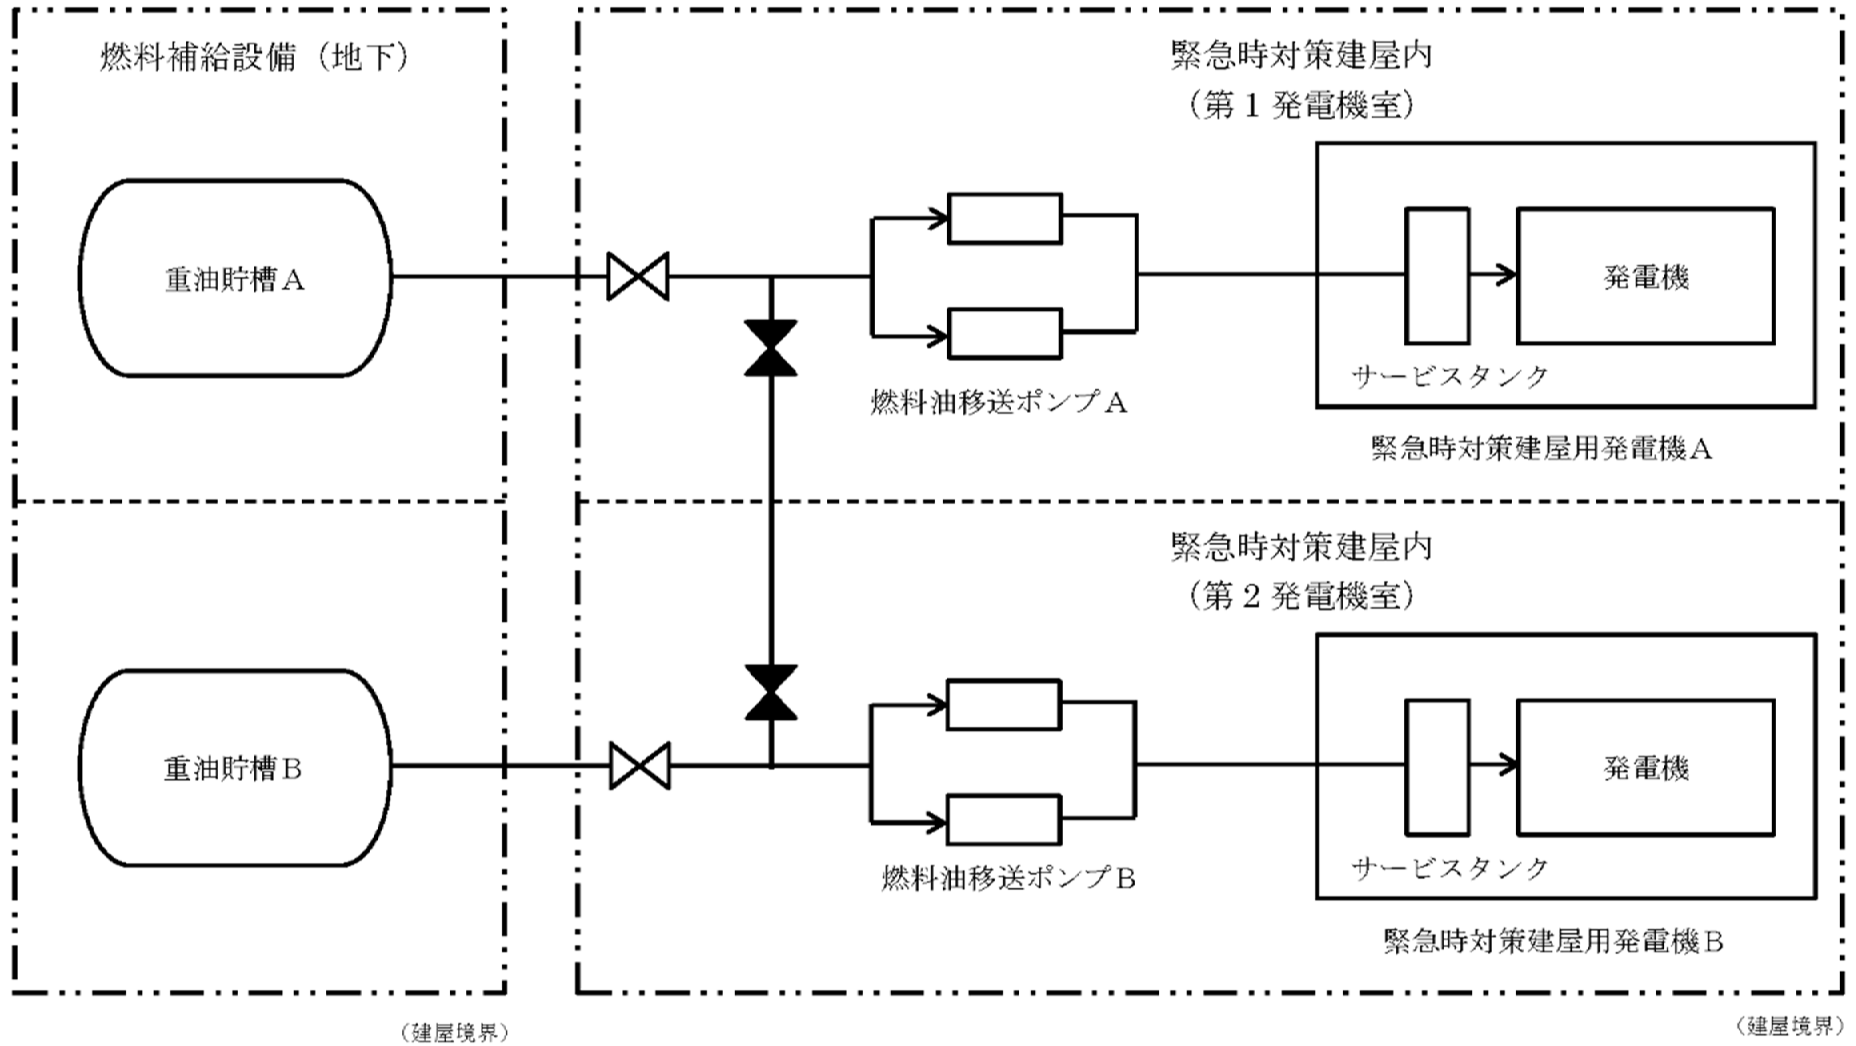 燃料補給設備（地下）
緊急時対策建屋内
（第１発電機室）
重油貯槽Ａ
発電機
サービスタンク
燃料油移送ポンプＡ
緊急時対策建屋用発電機Ａ
緊急時対策建屋内
（第２発電機室）
重油貯槽Ｂ
発電機
サービスタンク
燃料油移送ポンプＢ
緊急時対策建屋用発電機Ｂ
（建屋境界）
（建屋境界）